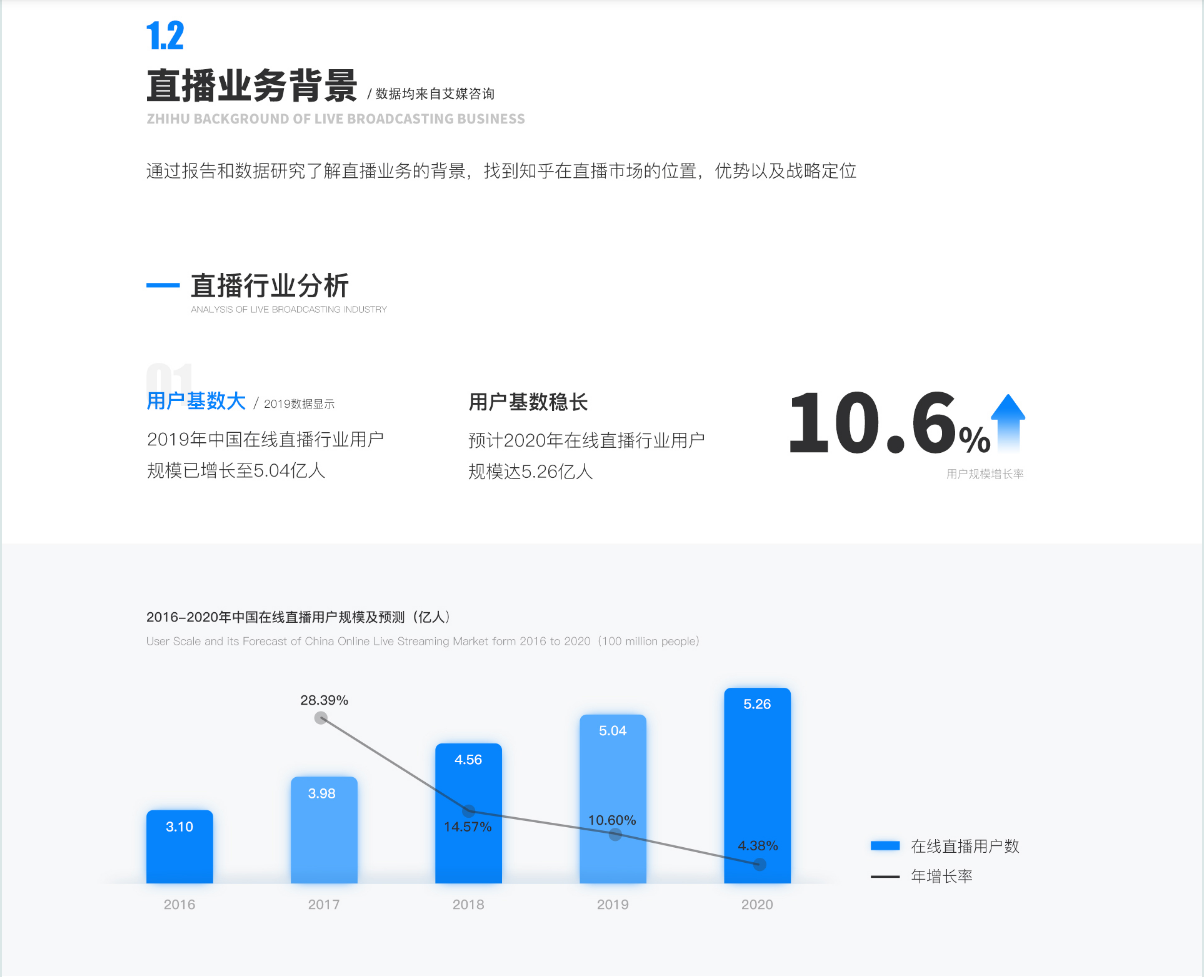 1.2
直播业务背景 / 数据均来自艾媒咨询
ZHIHU BACKGROUND OF LIVE BROADCASTING BUSINESS
通过报告和数据研究了解直播业务的背景，找到知乎在直播市场的位置，优势以及战略定位
直播行业分析
ANALYSIS OF LIVE BROADCASTING INDUSTRY
01
用户基数大 / 2019数据显示
2019年中国在线直播行业用户
规模已增长至5.04亿人
用户基数稳长
预计2020年在线直播行业用户
规模达5.26亿人
10.6%
用户规模增长率
2016-2020年中国在线直播用户规模及预测（亿人）
User Scale and Its Forecast of China Online Live Streaming Market form 2016 to 2020（100 million people）
28.39%
5.26
5.04
4.56
3.98
3.10
14.57%
10.60%
4.38%
在线直播用户数
年增长率
2016
2017
2018
2019
2020